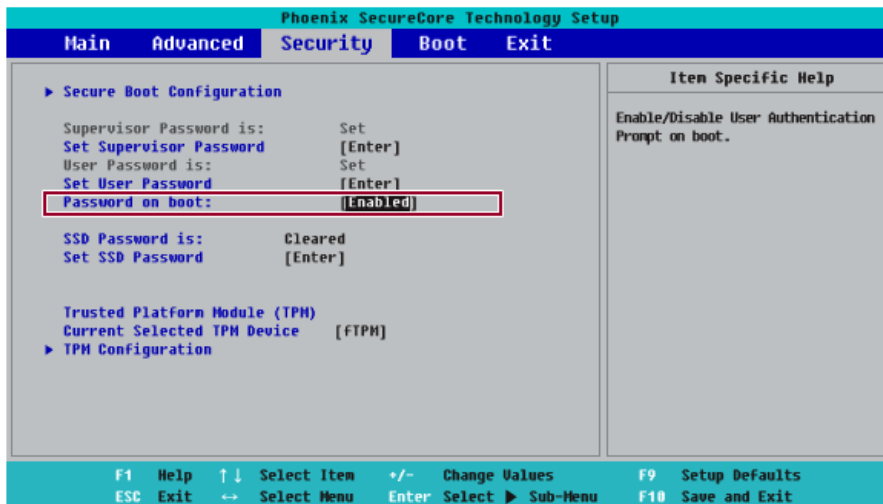 Phoenix SecureCore Technology Setup
Main Advanced Security Boot Exit
Item Specific Help
Secure Boot Configuration
Enable/Disable User Authentication
Prompt on boot.
Supervisor Password is: Set
Set Supervisor Password [Enter]
User Password is: Set
Set User Password [Enter]
Password on boot: [Enabled]
SSD Password is: Cleared
Set SSD Password [Enter]
Trusted Platform Module (TPM)
Current Selected TPM Device [fTPM]
TPM Configuration
F1 Help ↑↓ Select Item +/- Change Values F9 Setup Defaults
ESC Exit ↔ Select Menu Enter Select ▶ Sub-Menu F10 Save and Exit